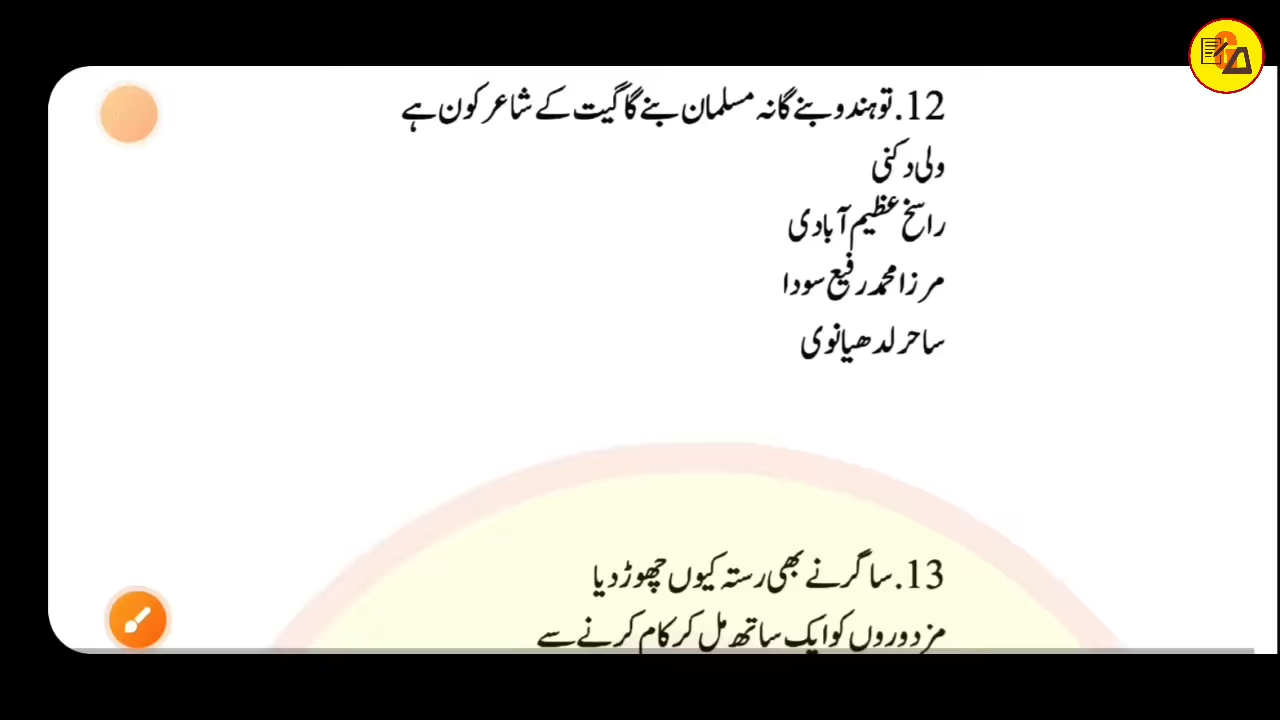 12. تو ہندو بنے گا نہ مسلمان بنے گا گیت کے شاعر کون ہے
ولی دکنی
راسخ عظیم آبادی
مرزا محمد رفیع سودا
ساحر لدھیانوی
13. ساگر نے بھی رستہ کیوں چھوڑ دیا
مزدوروں کو ایک ساتھ مل کر کام کرنے سے